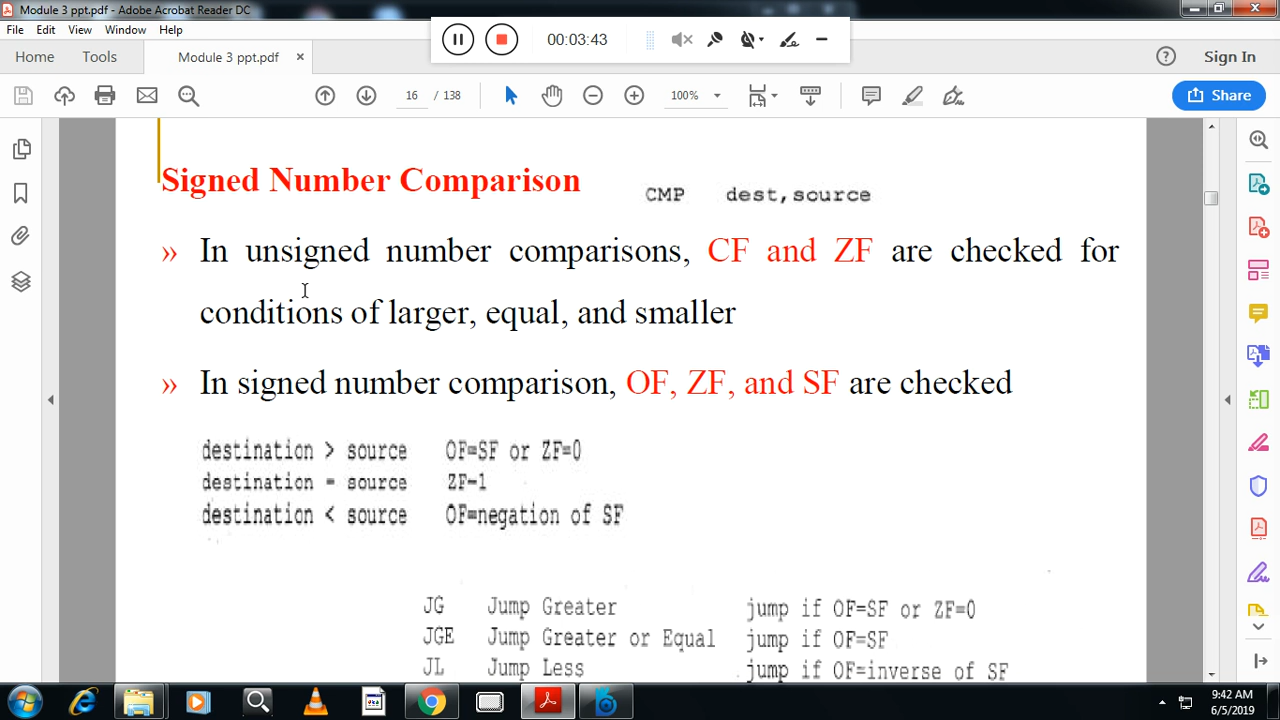 Module 3 ppt.pdf - Adobe Acrobat Reader DC
File Edit View Window Help
00:03:43
Home Tools Module 3 ppt.pdf × Sign In
16 / 138 100% Share
Signed Number Comparison CMP dest,source
» In unsigned number comparisons, CF and ZF are checked for
conditions of larger, equal, and smaller
» In signed number comparison, OF, ZF, and SF are checked
destination > source OF=SF or ZF=0
destination = source ZF=1
destination < source OF=negation of SF
JG Jump Greater jump if OF=SF or ZF=0
JGE Jump Greater or Equal jump if OF=SF
JL Jump Less jump if OF=inverse of SF
9:42 AM
6/5/2019